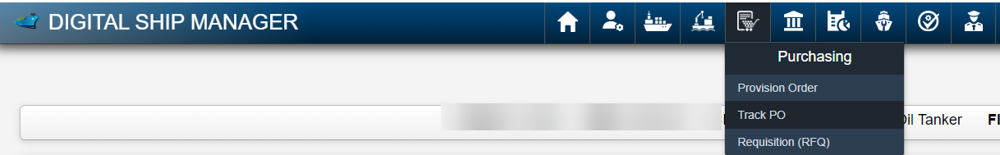 DIGITAL SHIP MANAGER
Purchasing
Provision Order
Track PO
Oil Tanker
Requisition (RFQ)